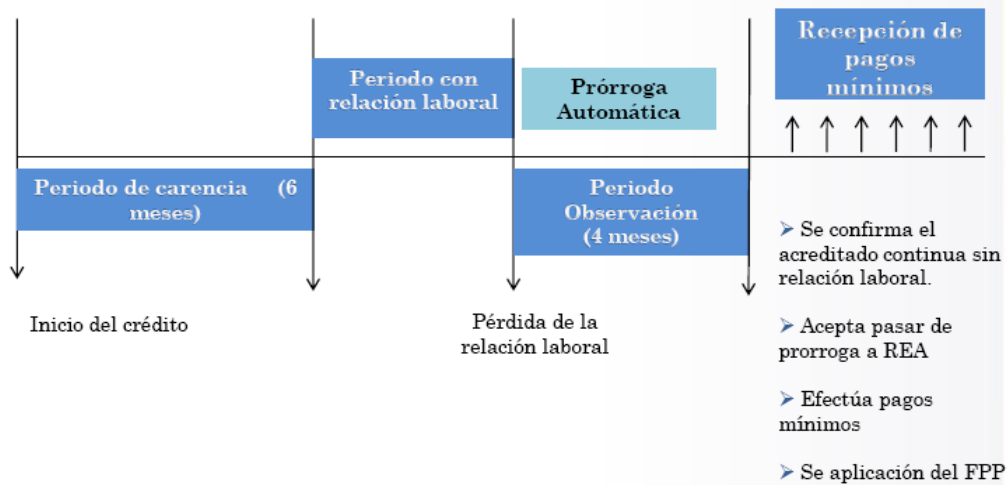 Periodo con
relación laboral
Prórroga
Automática
Recepción de
pagos
mínimos
Periodo de carencia (6
meses)
Periodo
Observación
(4 meses)
Inicio del crédito
Pérdida de la
relación laboral
➢ Se confirma el
acreditado continua sin
relación laboral.
➢ Acepta pasar de
prorroga a REA
➢ Efectúa pagos
mínimos
➢ Se aplicación del FPP